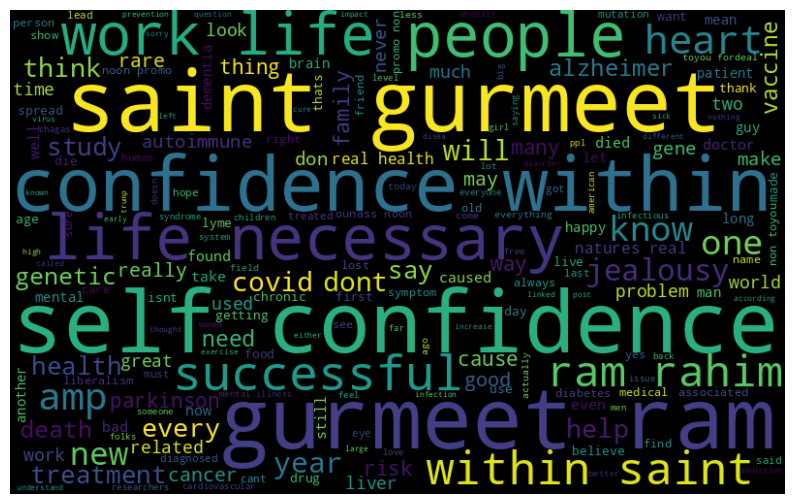 lead prevention question impact less obesity mutation want mean
person show work life people heart
look noon promo never promo non toyou fordeal
think rare thing brain dementia much alzheimer patient vaccine
time saint gurmeet
spread thats family friend level big saying girl thank two
virus cure left sick nothing guy
well study autoimmune right will many died gene doctor
chagas die human don real health let ppl different make
confidence within
known hope today may everyone lot got american infectious name
age syndrome children treated ounass noon come old everything happy long
trump early sure lyme know one
life necessary
high system found free live natures real non toyoumade
genetic really take field lost say way jealousy last world
called mental isnt covid dont caused problem man
care used chronic first symptom always day linked post according
self confidence
thought women getting see far increase
health great need exercise food either ago cause issue yes back
another liberalism must successful good ram rahim
amp parkinson mental illness feel use actually diabetes medical associated
death bad now someone infection still gurmeet ram men even help
new every eye believe find said
work folks related diagnosed year large love better addiction
treatment cancer cant drug liver within saint risk
understand researchers cardiovascular